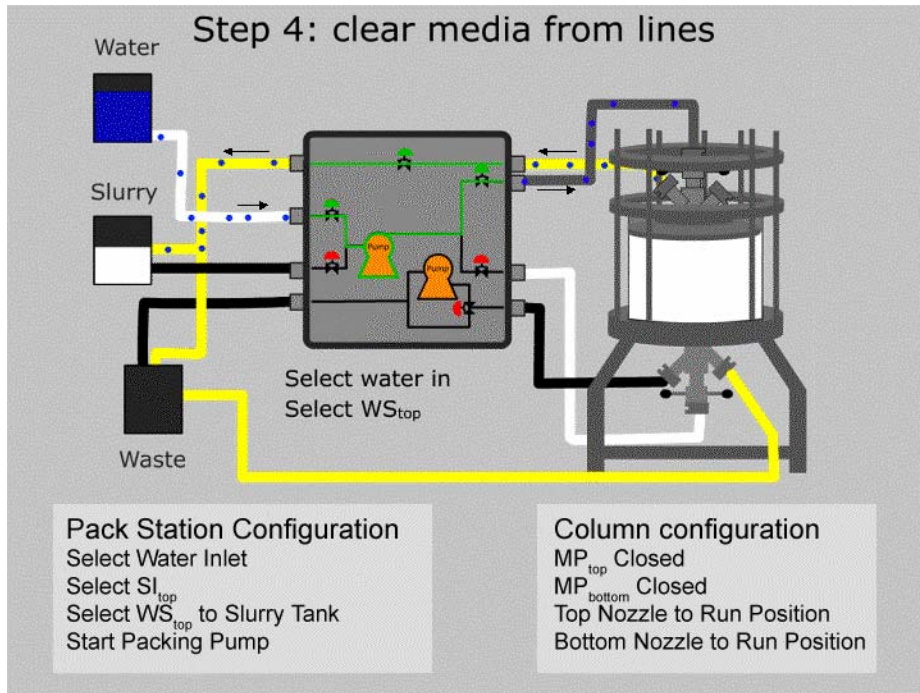 Step 4: clear media from lines
Water
Slurry
Pump
Pump
Select water in
Select WStop
Waste
Pack Station Configuration
Select Water Inlet
Select SItop
Select WStop to Slurry Tank
Start Packing Pump
Column configuration
MPtop Closed
MPbottom Closed
Top Nozzle to Run Position
Bottom Nozzle to Run Position